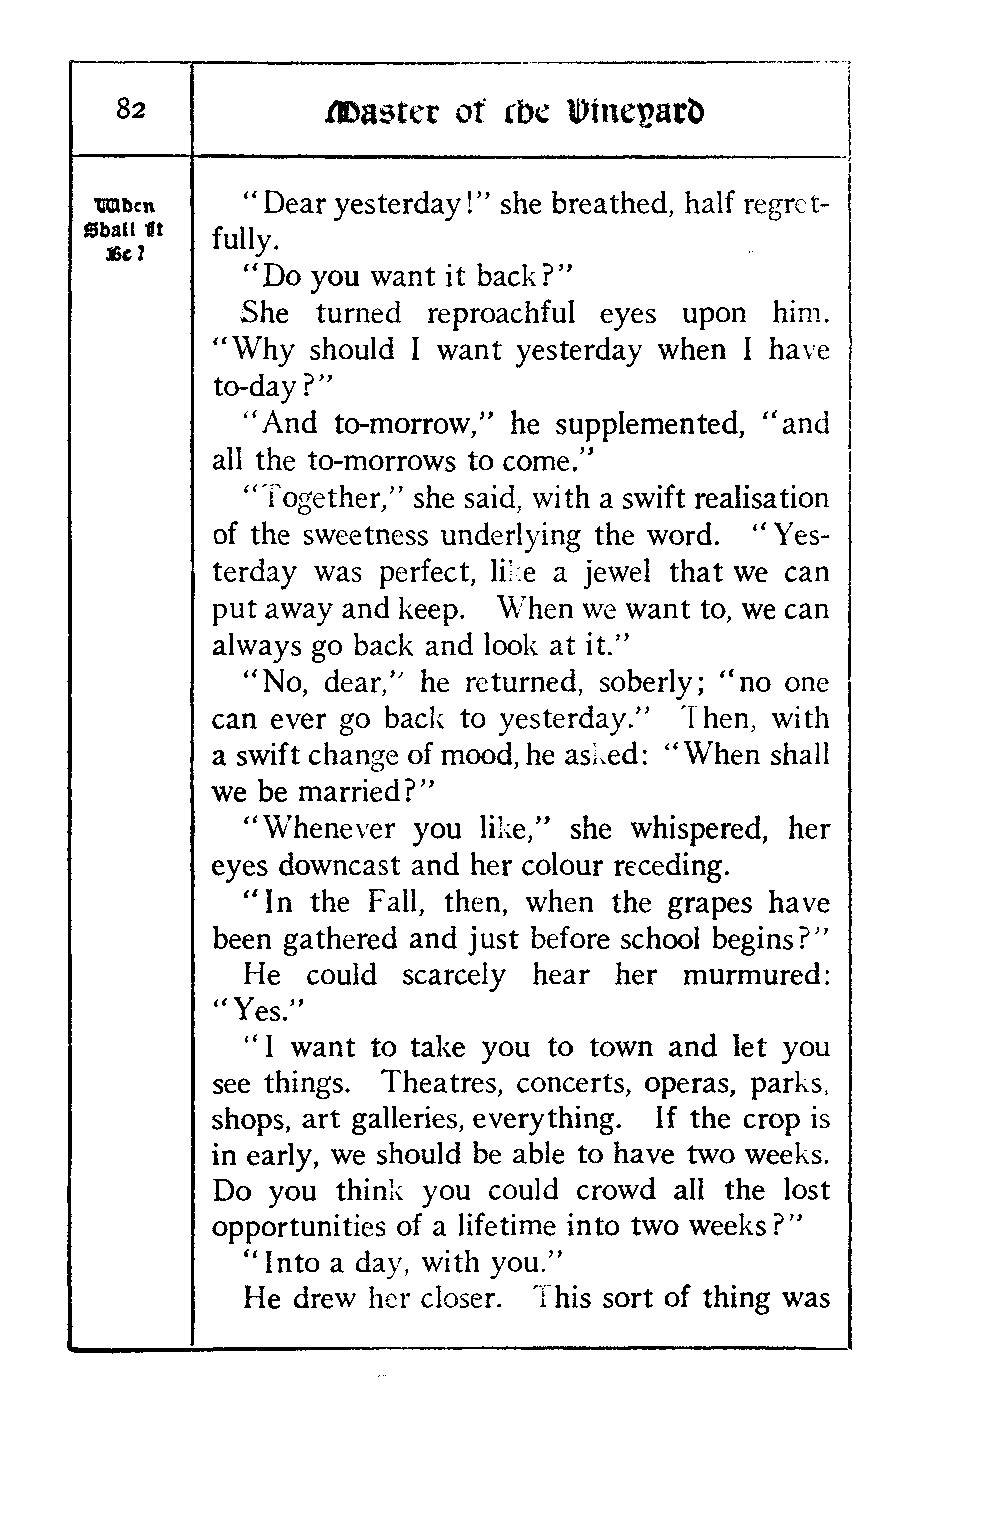 82
Master of the Vineyard
When
Shall It
Be?
"Dear yesterday!" she breathed, half regret-
fully.
"Do you want it back?"
She turned reproachful eyes upon him.
"Why should I want yesterday when I have
to-day?"
"And to-morrow," he supplemented, "and
all the to-morrows to come."
"Together," she said, with a swift realisation
of the sweetness underlying the word. "Yes-
terday was perfect, like a jewel that we can
put away and keep. When we want to, we can
always go back and look at it."
"No, dear," he returned, soberly; "no one
can ever go back to yesterday." Then, with
a swift change of mood, he asked: "When shall
we be married?"
"Whenever you like," she whispered, her
eyes downcast and her colour receding.
"In the Fall, then, when the grapes have
been gathered and just before school begins?"
He could scarcely hear her murmured:
"Yes."
"I want to take you to town and let you
see things. Theatres, concerts, operas, parks,
shops, art galleries, everything. If the crop is
in early, we should be able to have two weeks.
Do you think you could crowd all the lost
opportunities of a lifetime into two weeks?"
"Into a day, with you."
He drew her closer. This sort of thing was